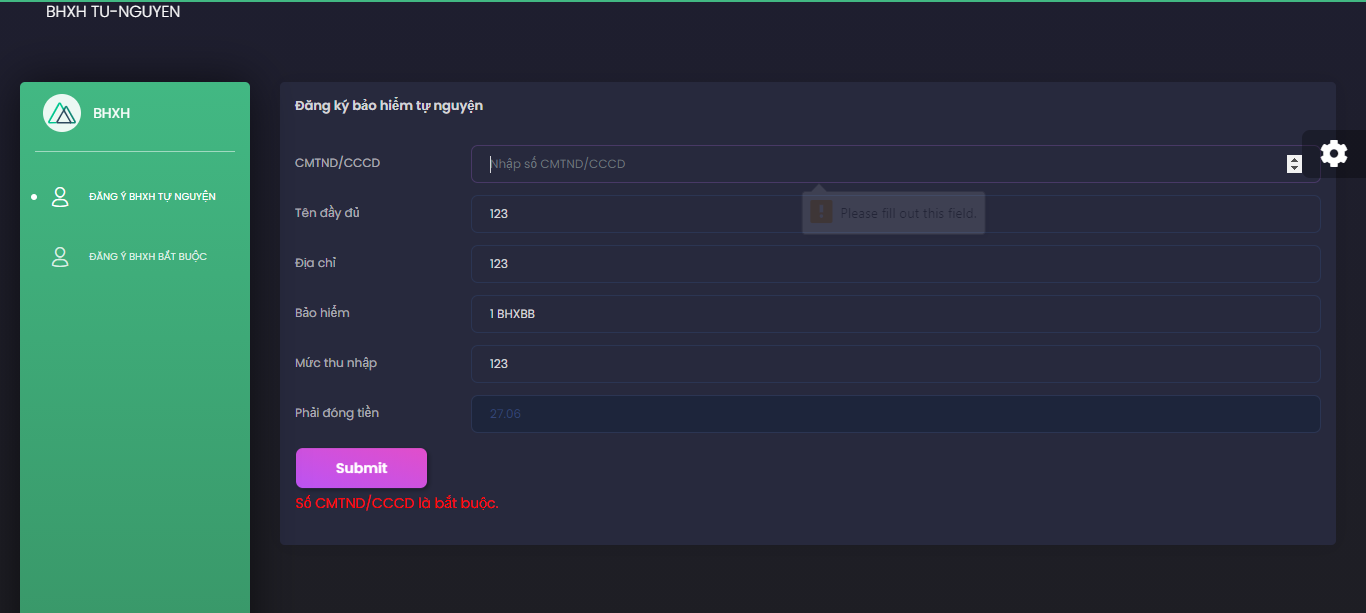 BHXH TU-NGUYEN
BHXH
ĐĂNG Ý BHXH TỰ NGUYỆN
ĐĂNG Ý BHXH BẮT BUỘC
Đăng ký bảo hiểm tự nguyện
CMTND/CCCD
Nhập số CMTND/CCCD
Please fill out this field.
Tên đầy đủ
123
Địa chỉ
123
Bảo hiểm
1 BHXBB
Mức thu nhập
123
Phải đóng tiền
27.06
Submit
Số CMTND/CCCD là bắt buộc.